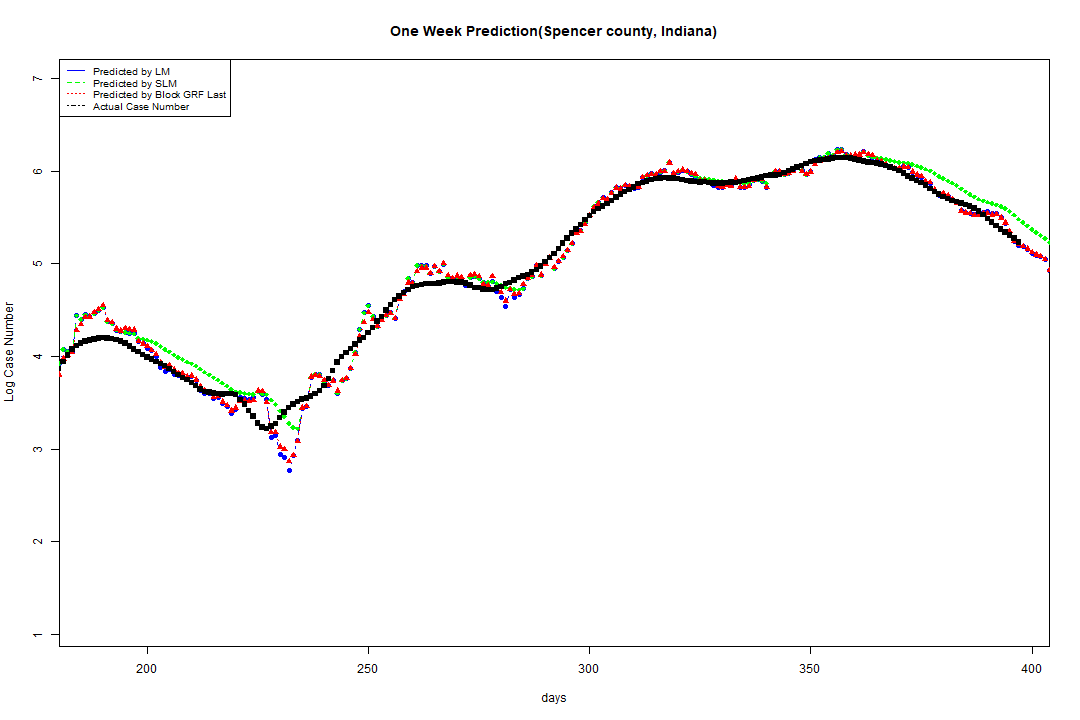 One Week Prediction(Spencer county, Indiana)
Predicted by LM
Predicted by SLM
Predicted by Block GRF Last
Actual Case Number
7
6
5
4
3
2
1
Log Case Number
200 250 300 350 400
days